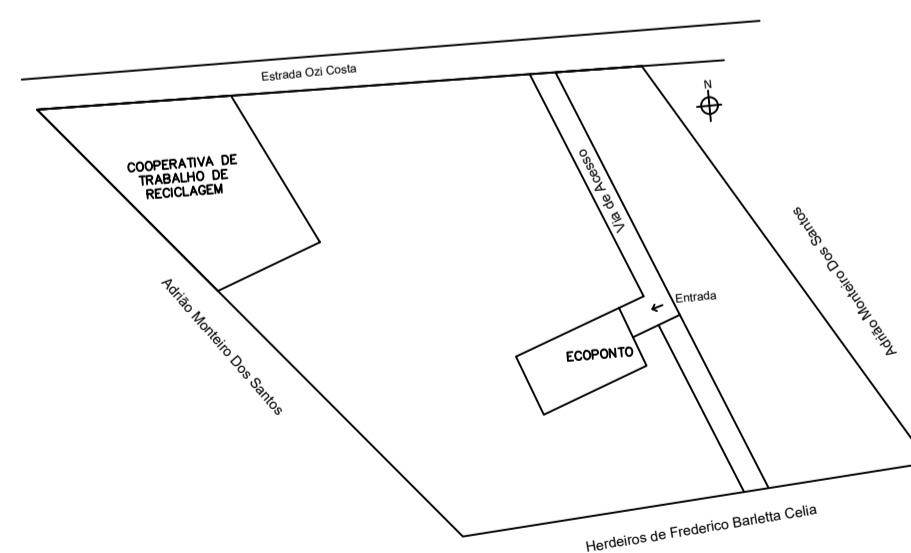 Estrada Ozi Costa
N
COOPERATIVA DE
TRABALHO DE
RECICLAGEM
Via de Acesso
Adrião Monteiro Dos Santos
Entrada
Adrião Monteiro Dos Santos
ECOPONTO
Herdeiros de Frederico Barletta Celia